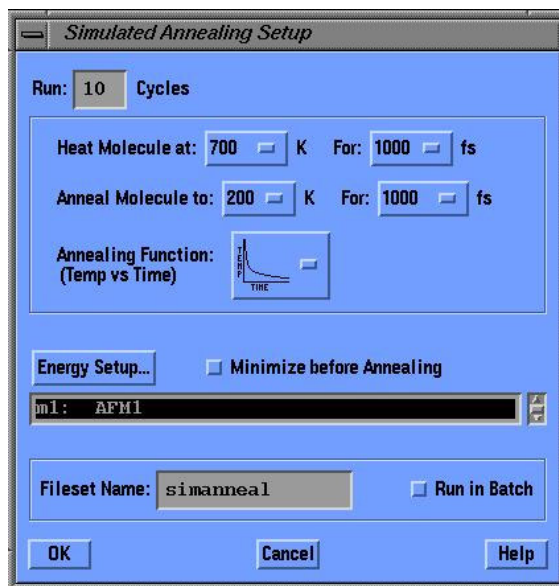 Simulated Annealing Setup
Run: 10 Cycles
Heat Molecule at: 700 K For: 1000 fs
Anneal Molecule to: 200 K For: 1000 fs
Annealing Function:
(Temp vs Time)
TEMP
TIME
Energy Setup... Minimize before Annealing
m1: AFM1
Fileset Name: simanneal Run in Batch
OK Cancel Help